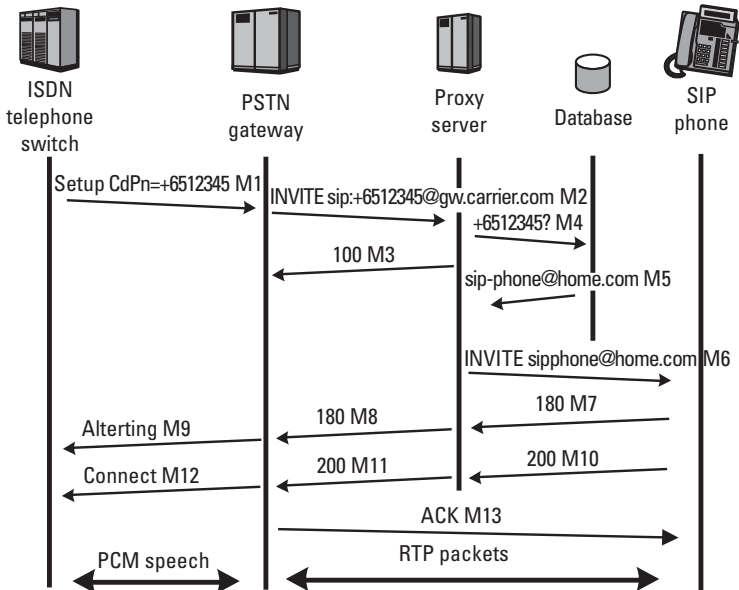 ISDN
telephone
switch
PSTN
gateway
Proxy
server
Database
SIP
phone
Setup CdPn=+6512345 M1
INVITE sip:+6512345@gw.carrier.com M2
+6512345? M4
100 M3
sip-phone@home.com M5
INVITE sipphone@home.com M6
180 M7
180 M8
Alterting M9
200 M10
200 M11
Connect M12
ACK M13
PCM speech
RTP packets